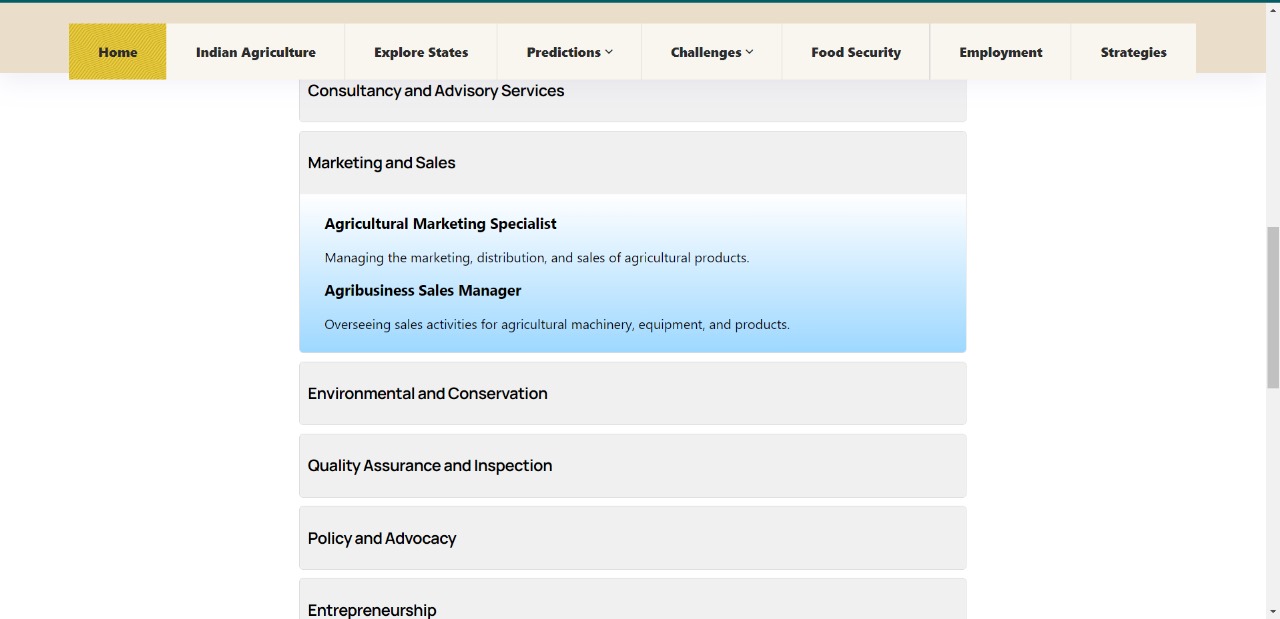 Home Indian Agriculture Explore States Predictions Challenges Food Security Employment Strategies
Consultancy and Advisory Services
Marketing and Sales
Agricultural Marketing Specialist
Managing the marketing, distribution, and sales of agricultural products.
Agribusiness Sales Manager
Overseeing sales activities for agricultural machinery, equipment, and products.
Environmental and Conservation
Quality Assurance and Inspection
Policy and Advocacy
Entrepreneurship